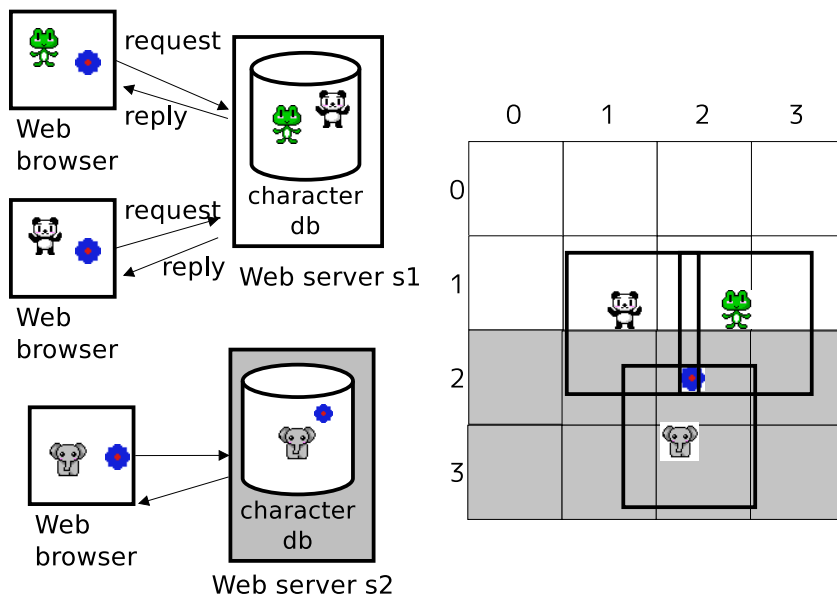 request
reply
Web
browser
character
db
request
reply
Web server s1
Web
browser
Web
browser
character
db
Web server s2
0 1 2 3
0
1
2
3